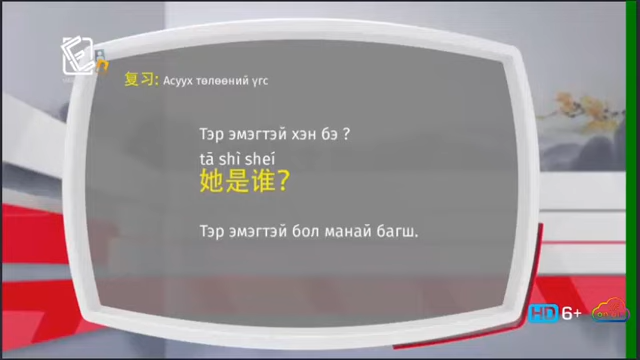 复习: Асуух төлөөний үгс
Тэр эмэгтэй хэн бэ ?
tā shì sheí
她是谁?
Тэр эмэгтэй бол манай багш.
HD 6+